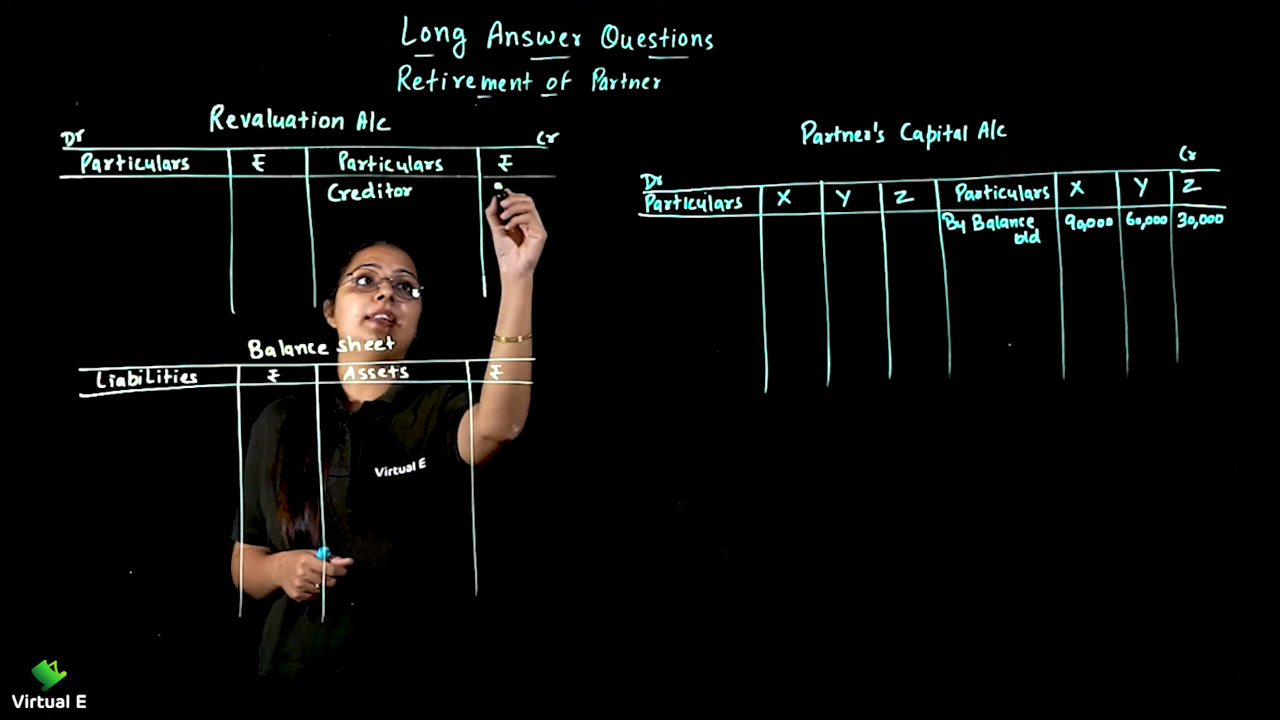 Long Answer Questions
Retirement of Partner
Revaluation A/c
Dr Cr
Particulars ₹ Particulars ₹
Creditor
Balance sheet
Liabilities ₹ Assets ₹
Partner's Capital A/c
Dr Cr
Particulars X Y Z Particulars X Y Z
By Balance 90,000 60,000 30,000
bld
Virtual E
Virtual E